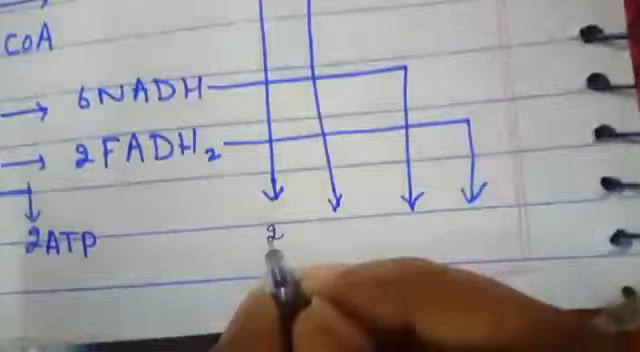 COA
→ 6NADH
→ 2FADH₂
2ATP 2